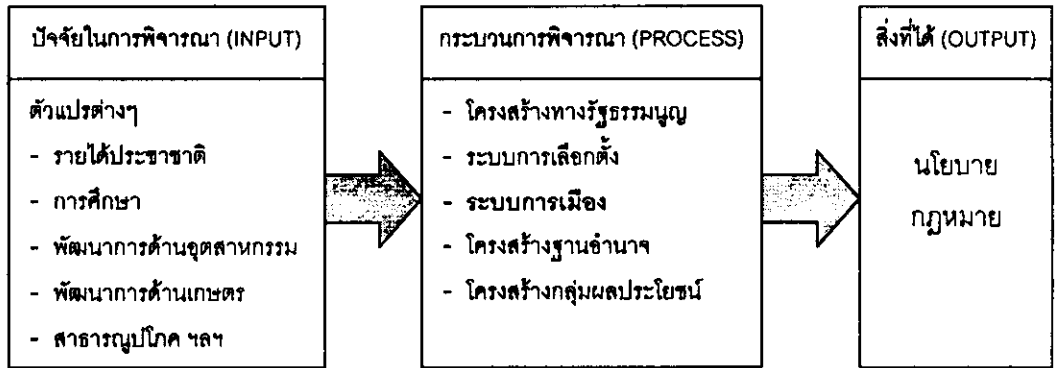 ปัจจัยในการพิจารณา (INPUT)
ตัวแปรต่างๆ
- รายได้ประชาชาติ
- การศึกษา
- พัฒนาการด้านอุตสาหกรรม
- พัฒนาการด้านเกษตร
- สาธารณูปโภค ฯลฯ
กระบวนการพิจารณา (PROCESS)
- โครงสร้างทางรัฐธรรมนูญ
- ระบบการเลือกตั้ง
- ระบบการเมือง
- โครงสร้างฐานอำนาจ
- โครงสร้างกลุ่มผลประโยชน์
สิ่งที่ได้ (OUTPUT)
นโยบาย
กฎหมาย